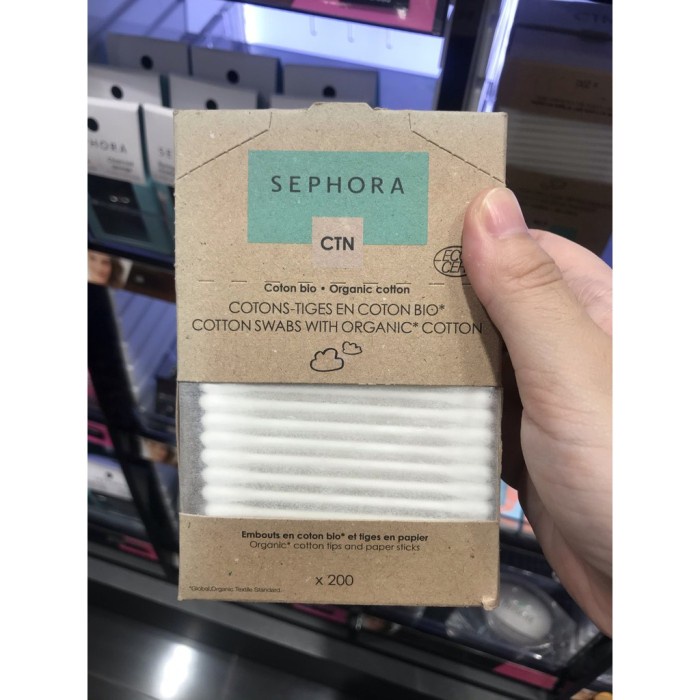 SEPHORA
CTN
Coton bio • Organic cotton
COTONS-TIGES EN COTON BIO*
COTTON SWABS WITH ORGANIC* COTTON
Embouts en coton bio* et tiges en papier
Organic* cotton tips and paper sticks
x 200
*Global Organic Textile Standard